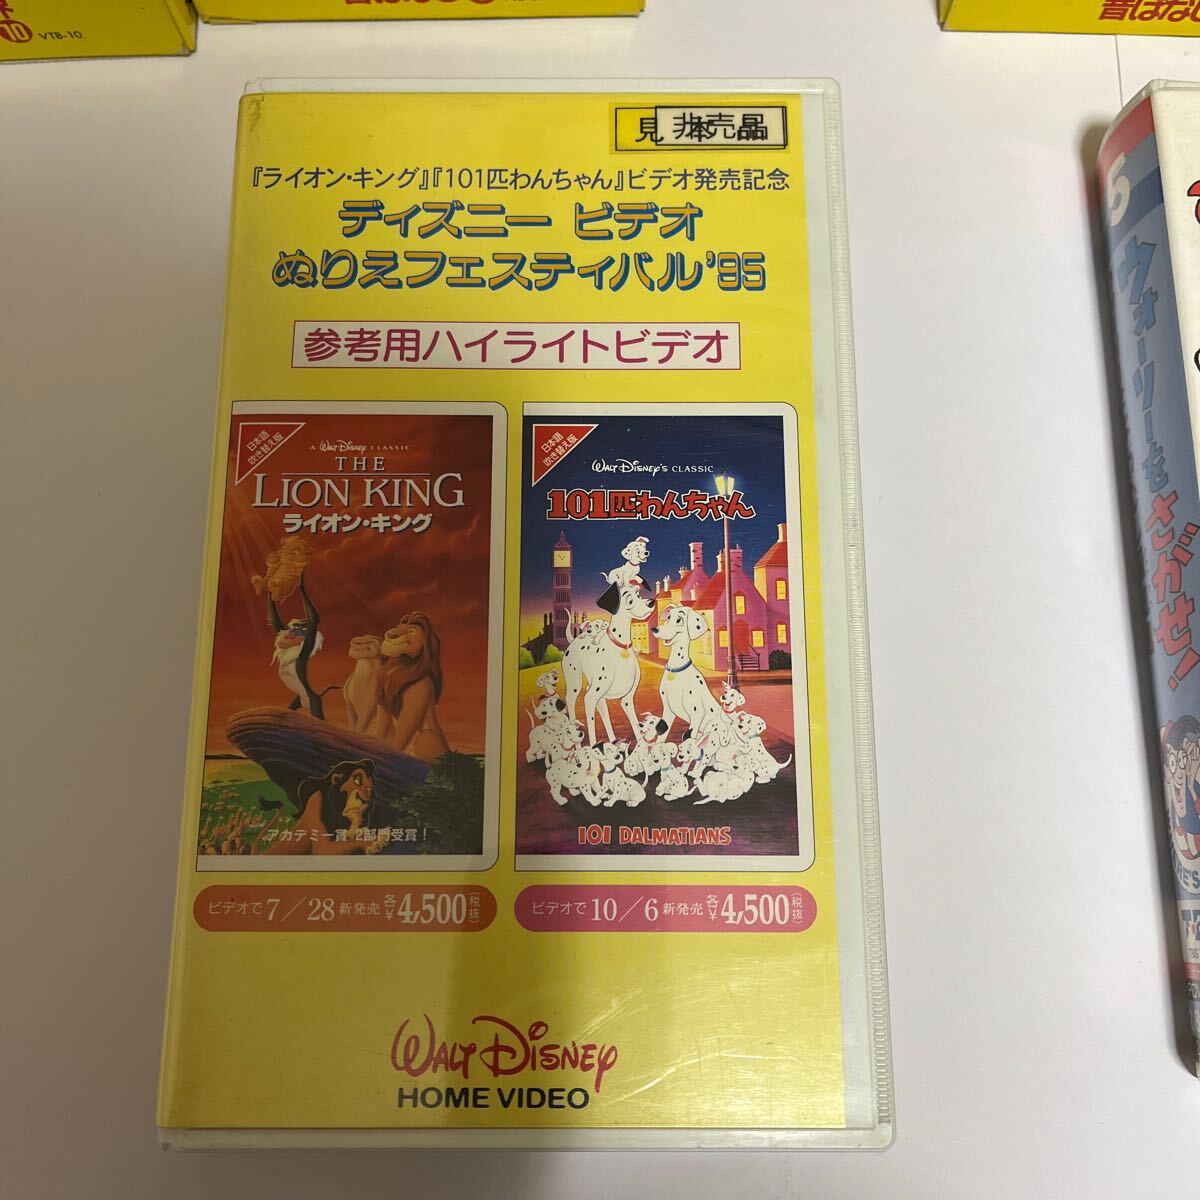 10 VTB-10
見本品
非売品
『ライオン・キング』『101匹わんちゃん』ビデオ発売記念
ディズニー ビデオ
ぬりえフェスティバル'95
参考用ハイライトビデオ
日本語
吹き替え版
A WALT DISNEY CLASSIC
THE
LION KING
ライオン・キング
アカデミー賞 2部門受賞!
ビデオで 7/28 新発売 各¥4,500(税抜)
日本語
吹き替え版
WALT DISNEY'S CLASSIC
101匹わんちゃん
101 DALMATIANS
ビデオで 10/6 新発売 各¥4,500(税抜)
WALT DISNEY
HOME VIDEO
5 ウォーリーをさがせ!